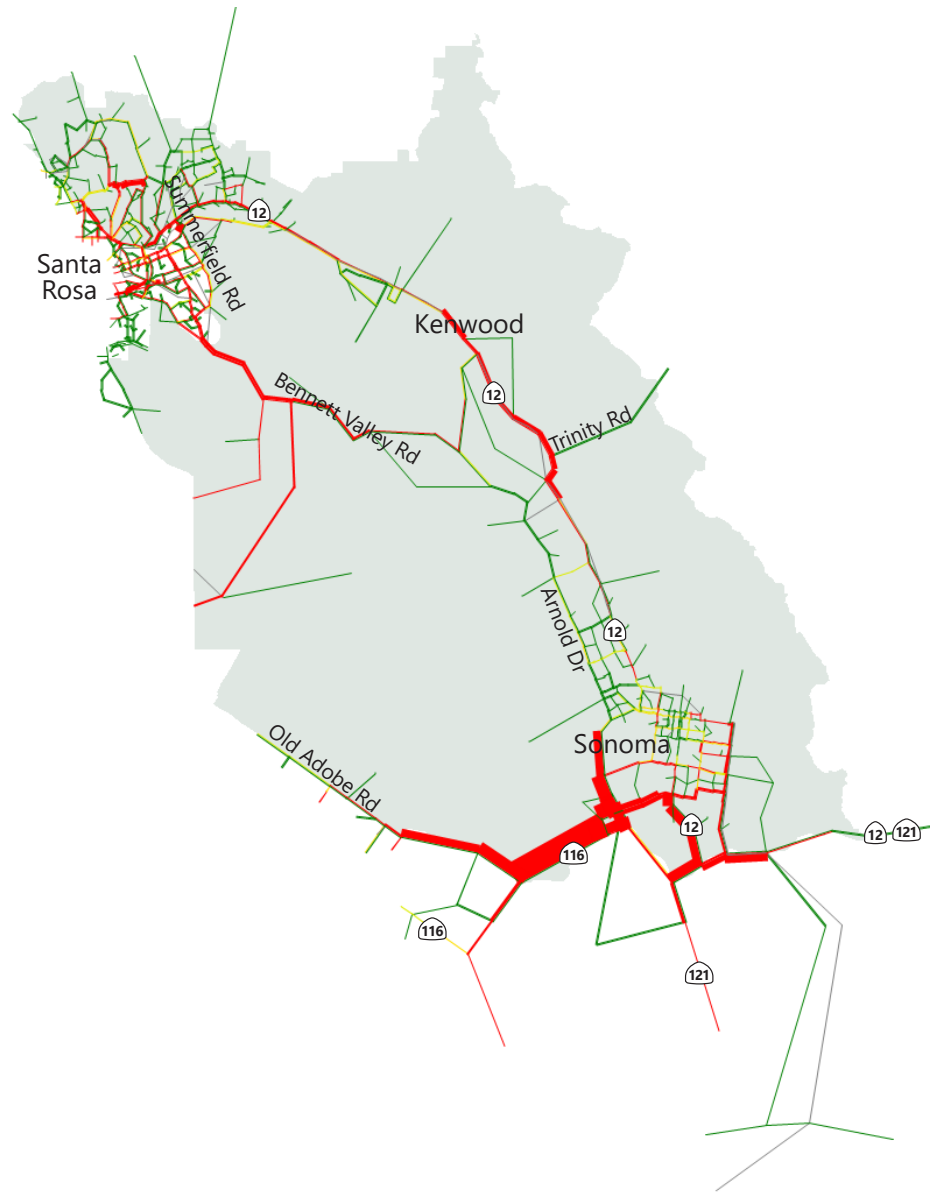 12
Summerfield Rd
Santa
Rosa
Kenwood
12
Bennett Valley Rd
Trinity Rd
Arnold Dr
12
Sonoma
Old Adobe Rd
116
12
12
121
116
121